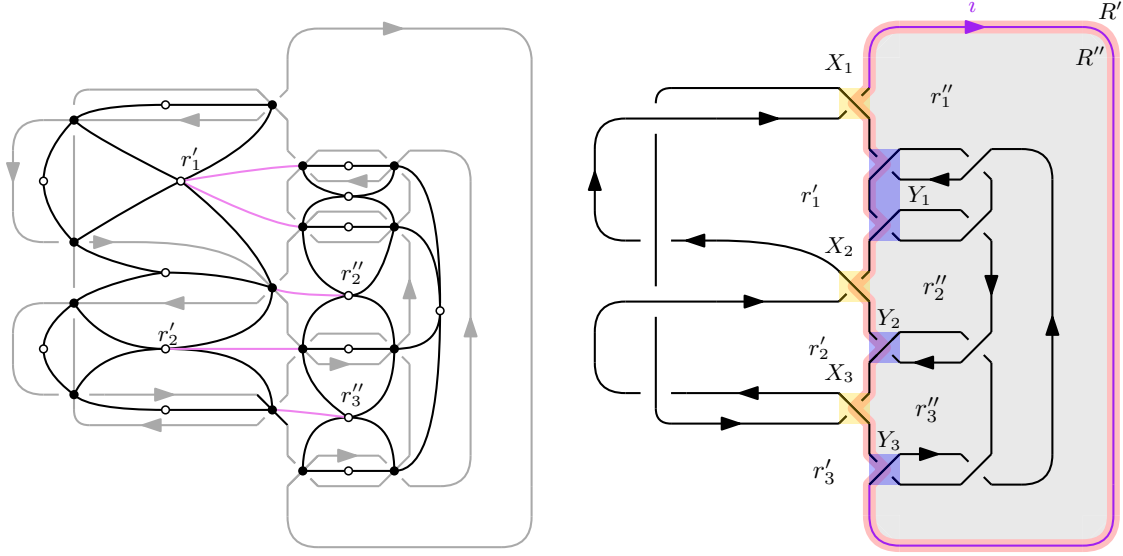 r′₁
r″₂
r′₂
r″₃
ı
R′
R″
X₁
r″₁
r′₁
Y₁
X₂
r″₂
Y₂
r′₂
X₃
r″₃
Y₃
r′₃